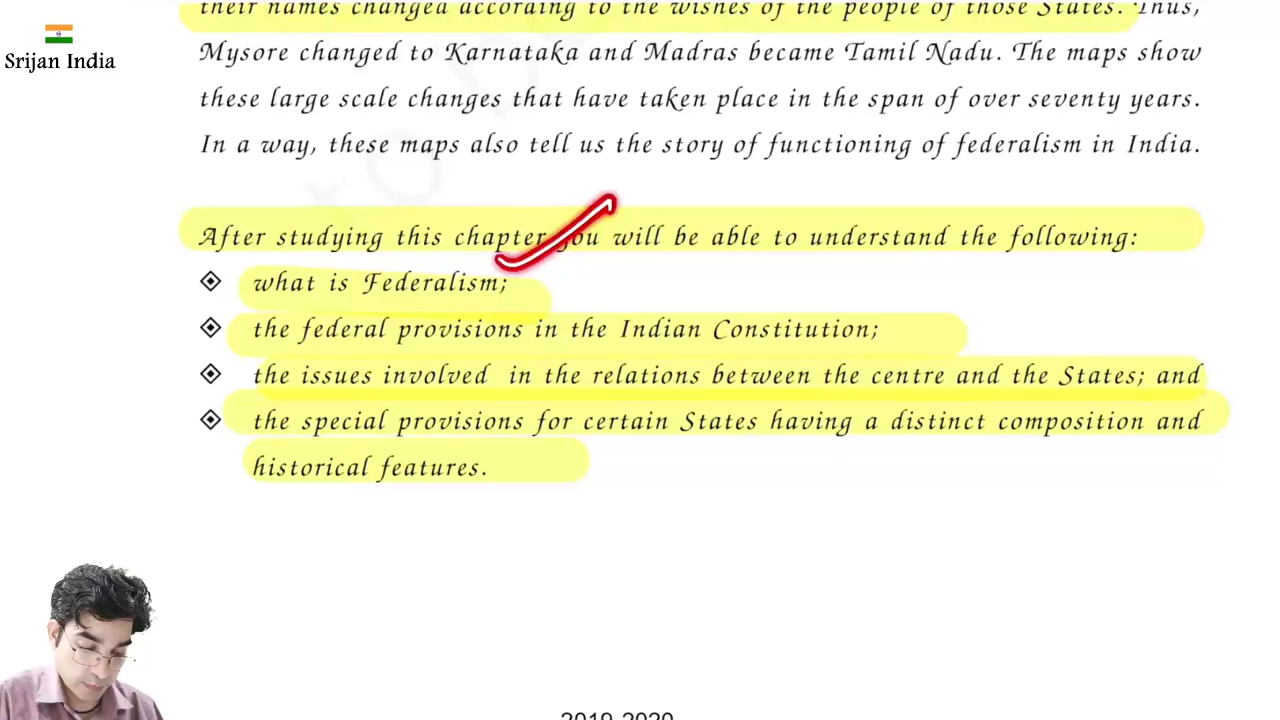 their names changed according to the wishes of the people of those States. Thus,
Srijan India
Mysore changed to Karnataka and Madras became Tamil Nadu. The maps show
these large scale changes that have taken place in the span of over seventy years.
In a way, these maps also tell us the story of functioning of federalism in India.
After studying this chapter you will be able to understand the following:
what is Federalism;
the federal provisions in the Indian Constitution;
the issues involved in the relations between the centre and the States; and
the special provisions for certain States having a distinct composition and
historical features.
2019-2020